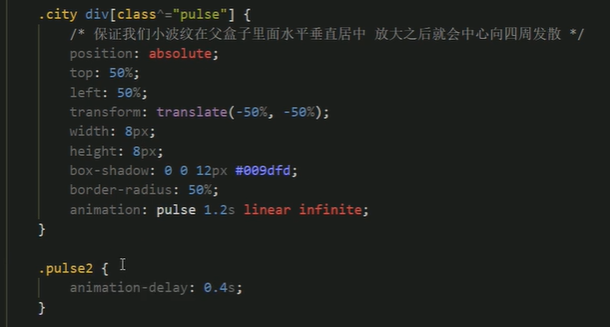 .city div[class^="pulse"] {
/* 保证我们小波纹在父盒子里面水平垂直居中 放大之后就会中心向四周发散 */
position: absolute;
top: 50%;
left: 50%;
transform: translate(-50%, -50%);
width: 8px;
height: 8px;
box-shadow: 0 0 12px #009dfd;
border-radius: 50%;
animation: pulse 1.2s linear infinite;
}
.pulse2 {
animation-delay: 0.4s;
}